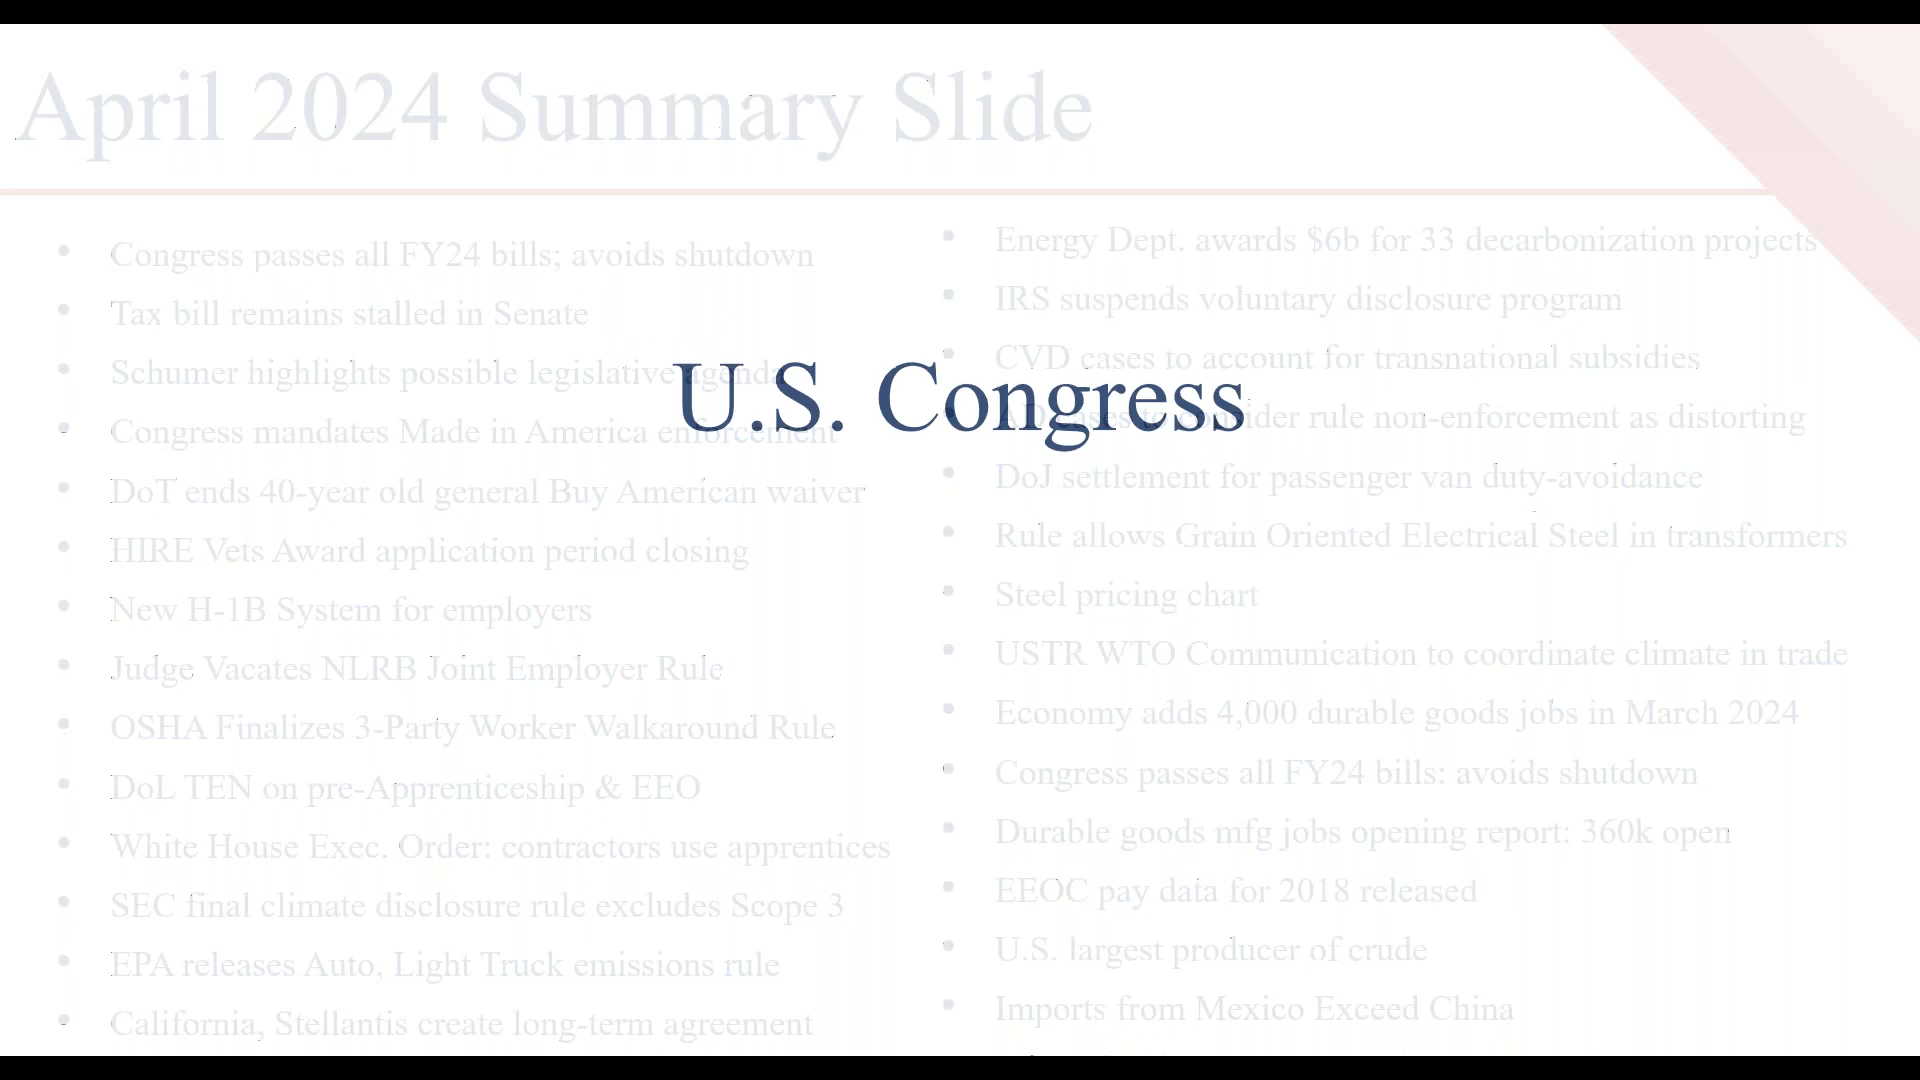 April 2024 Summary Slide
U.S. Congress
Congress passes all FY24 bills; avoids shutdown
Tax bill remains stalled in Senate
Schumer highlights possible legislative agenda
Congress mandates Made in America enforcement
DoT ends 40-year old general Buy American waiver
HIRE Vets Award application period closing
New H-1B System for employers
Judge Vacates NLRB Joint Employer Rule
OSHA Finalizes 3-Party Worker Walkaround Rule
DoL TEN on pre-Apprenticeship & EEO
White House Exec. Order: contractors use apprentices
SEC final climate disclosure rule excludes Scope 3
EPA releases Auto, Light Truck emissions rule
California, Stellantis create long-term agreement
Energy Dept. awards $6b for 33 decarbonization projects
IRS suspends voluntary disclosure program
CVD cases to account for transnational subsidies
AD cases to consider rule non-enforcement as distorting
DoJ settlement for passenger van duty-avoidance
Rule allows Grain Oriented Electrical Steel in transformers
Steel pricing chart
USTR WTO Communication to coordinate climate in trade
Economy adds 4,000 durable goods jobs in March 2024
Congress passes all FY24 bills: avoids shutdown
Durable goods mfg jobs opening report: 360k open
EEOC pay data for 2018 released
U.S. largest producer of crude
Imports from Mexico Exceed China